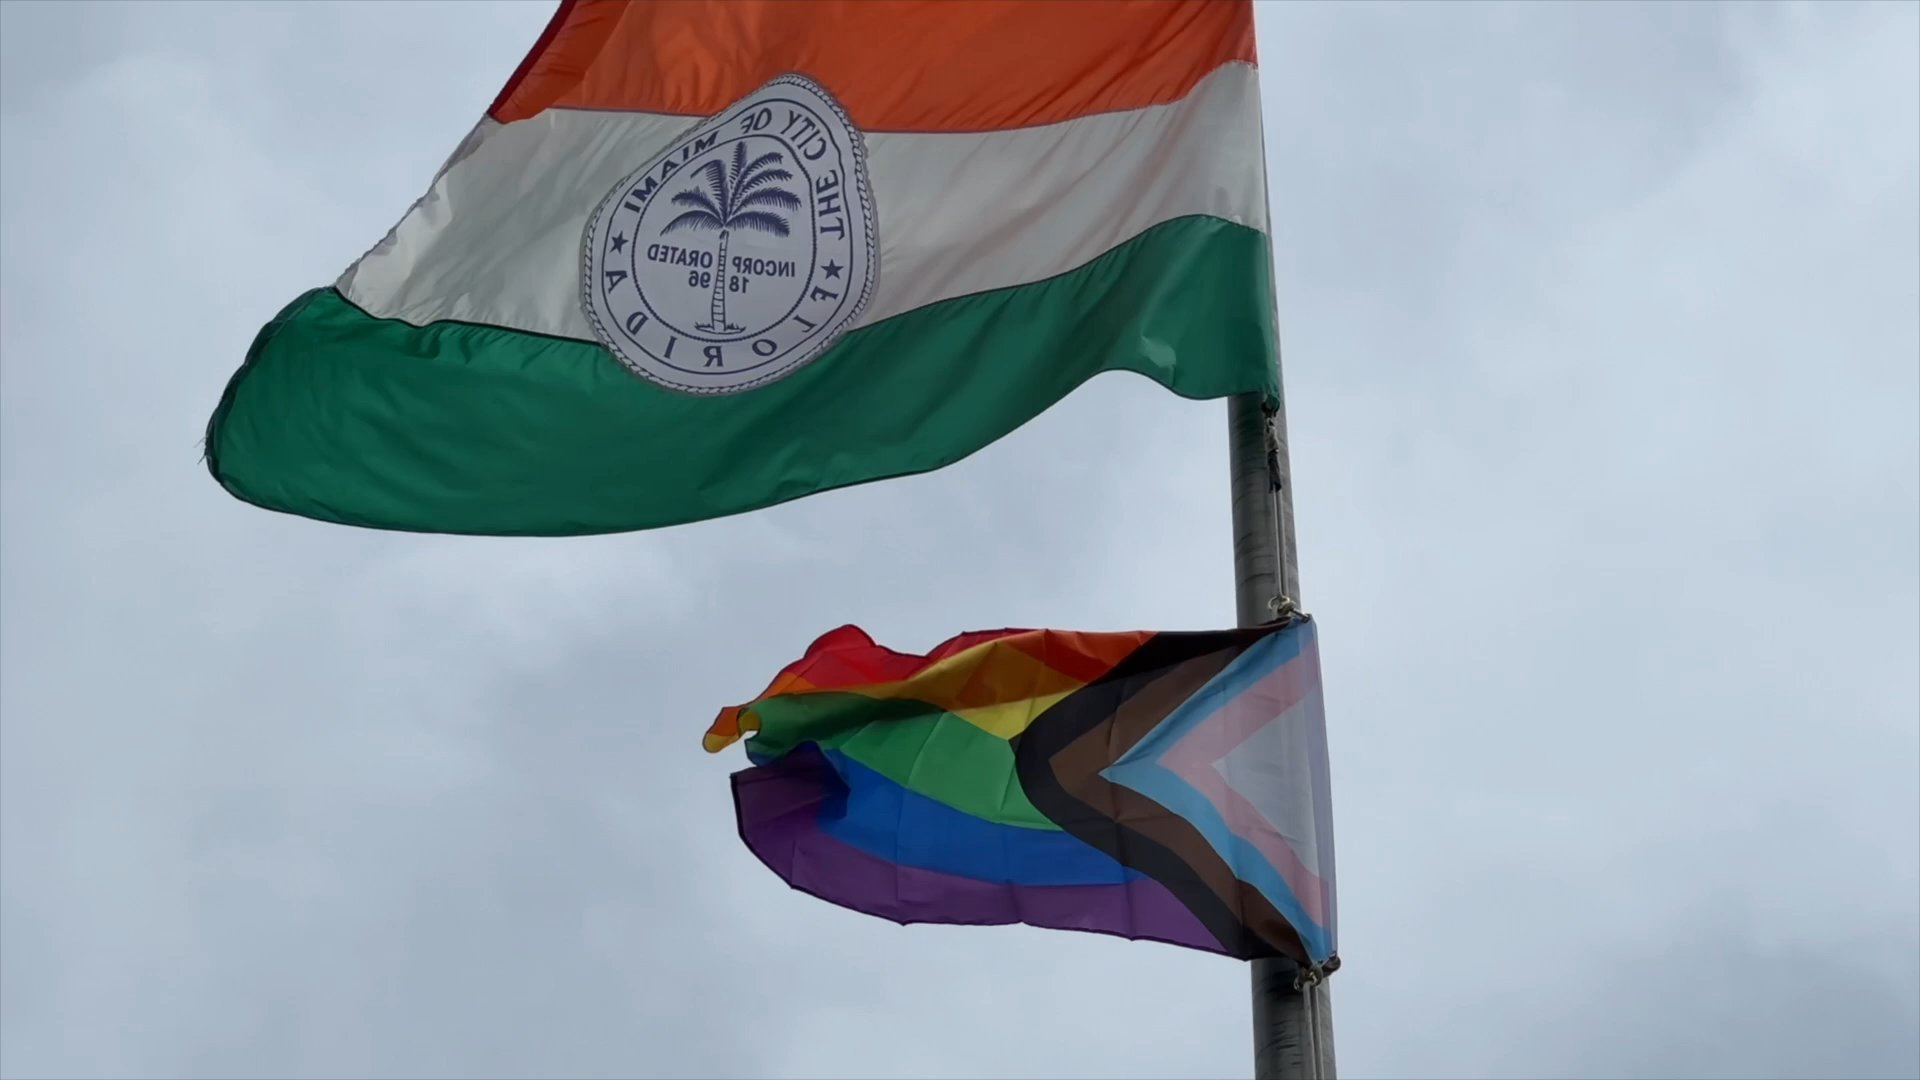 THE CITY OF MIAMI
INCORP ORATED
18 96
★ FLORIDA ★